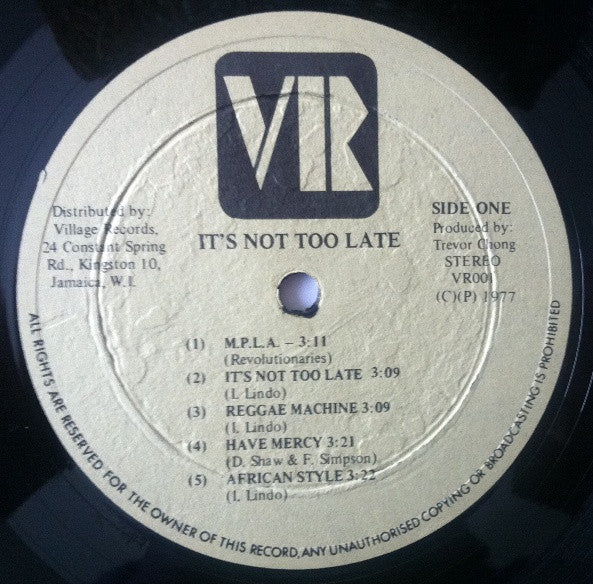 VR
Distributed by:
Village Records,
24 Constant Spring
Rd., Kingston 10,
Jamaica, W.I.
IT'S NOT TOO LATE
SIDE ONE
Produced by:
Trevor Chong
STEREO
VR001
(C)(P) 1977
(1) M.P.L.A. – 3:11
(Revolutionaries)
(2) IT'S NOT TOO LATE 3:09
(I. Lindo)
(3) REGGAE MACHINE 3:09
(I. Lindo)
(4) HAVE MERCY 3:21
(D. Shaw & F. Simpson)
(5) AFRICAN STYLE 3:22
(I. Lindo)
ALL RIGHTS ARE RESERVED FOR THE OWNER OF THIS RECORD, ANY UNAUTHORISED COPYING OR BROADCASTING IS PROHIBITED